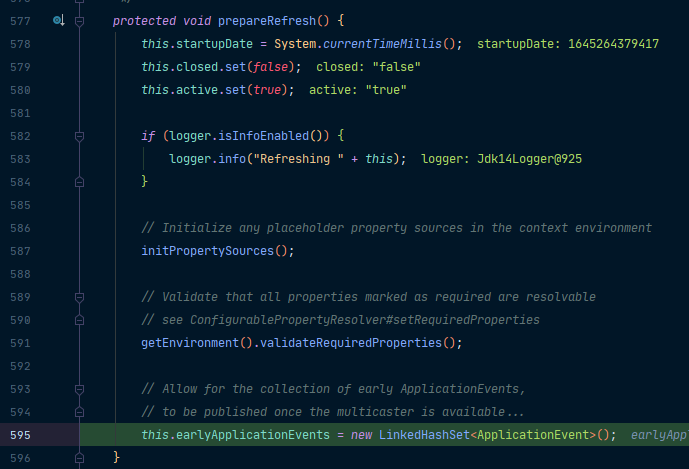 577 protected void prepareRefresh() {
578 this.startupDate = System.currentTimeMillis(); startupDate: 1645264379417
579 this.closed.set(false); closed: "false"
580 this.active.set(true); active: "true"
581
582 if (logger.isInfoEnabled()) {
583 logger.info("Refreshing " + this); logger: Jdk14Logger@925
584 }
585
586 // Initialize any placeholder property sources in the context environment
587 initPropertySources();
588
589 // Validate that all properties marked as required are resolvable
590 // see ConfigurablePropertyResolver#setRequiredProperties
591 getEnvironment().validateRequiredProperties();
592
593 // Allow for the collection of early ApplicationEvents,
594 // to be published once the multicaster is available...
595 this.earlyApplicationEvents = new LinkedHashSet<ApplicationEvent>(); earlyAppl
596 }